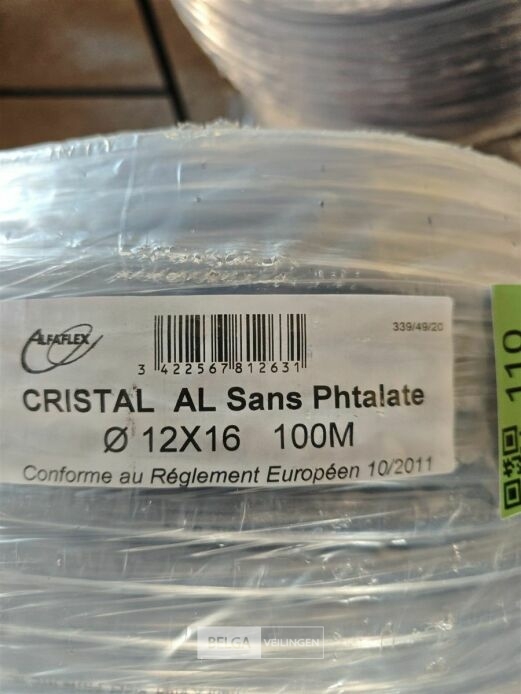 339/49/20
ALFAFLEX
3 422567 812631
CRISTAL AL Sans Phtalate
Ø 12X16 100M
Conforme au Réglement Européen 10/2011
110
BELGA VEILINGEN